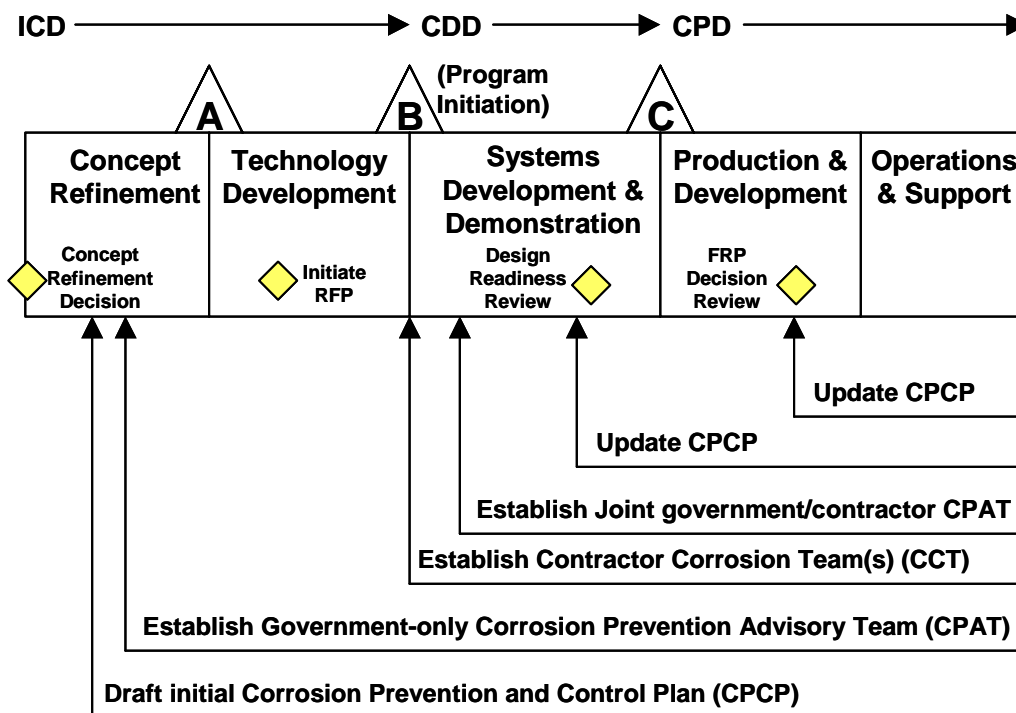 ICD
CDD
CPD
(Program
Initiation)
A
B
C
Concept
Refinement
Technology
Development
Systems
Development &
Demonstration
Production &
Development
Operations
& Support
Concept
Refinement
Decision
Initiate
RFP
Design
Readiness
Review
FRP
Decision
Review
Update CPCP
Update CPCP
Establish Joint government/contractor CPAT
Establish Contractor Corrosion Team(s) (CCT)
Establish Government-only Corrosion Prevention Advisory Team (CPAT)
Draft initial Corrosion Prevention and Control Plan (CPCP)